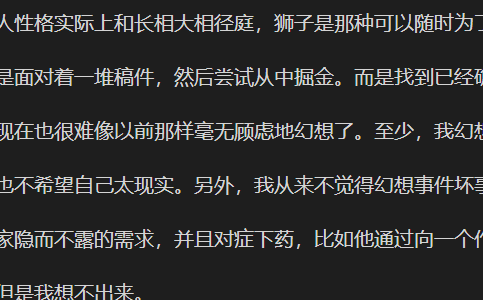 人性格实际上和长相大相径庭，狮子是那种可以随时为了
是面对着一堆稿件，然后尝试从中掘金。而是找到已经确
现在也很难像以前那样毫无顾虑地幻想了。至少，我幻想
也不希望自己太现实。另外，我从来不觉得幻想事件坏事
家隐而不露的需求，并且对症下药，比如他通过向一个作
但是我想不出来。